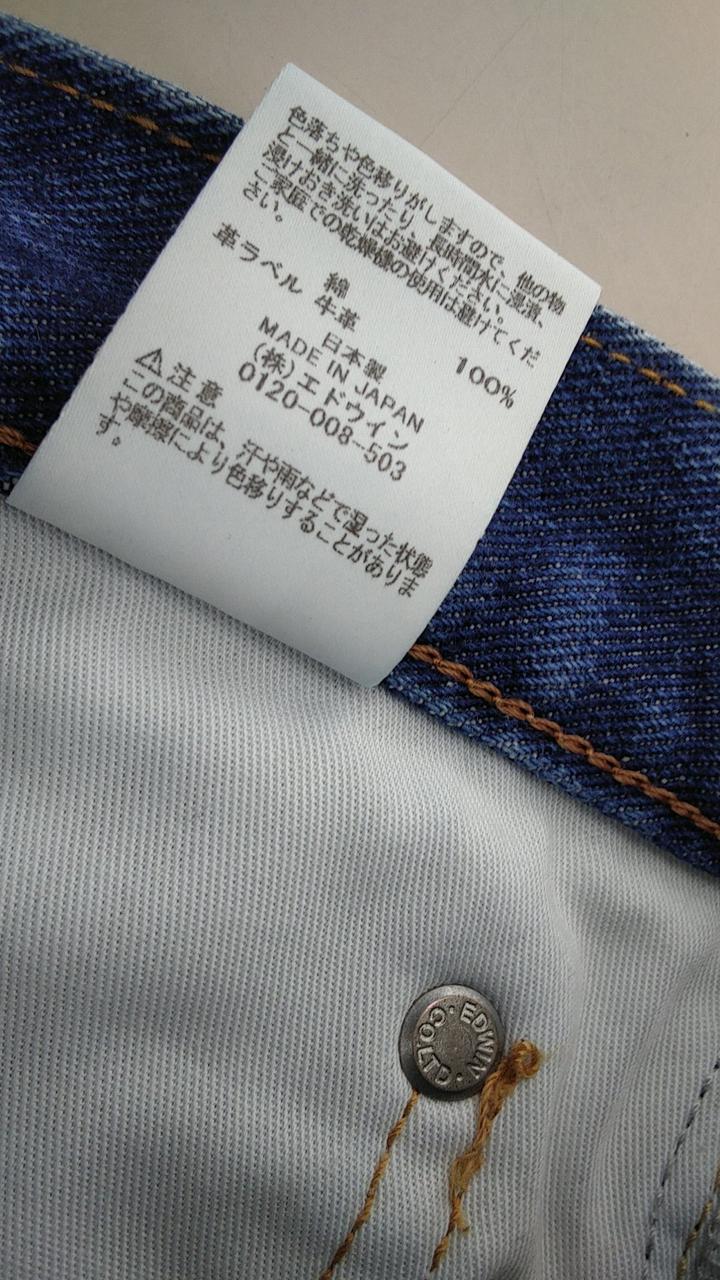 色落ちや色移りがしますので、他の物
と一緒に洗ったり、長時間水に浸漬、
浸けおき洗いはお避けください。
ご家庭での乾燥機の使用は避けてくだ
さい。
綿 100%
革ラベル 牛革
日本製
MADE IN JAPAN
(株)エドウイン
0120-008-503
⚠注意
この商品は、汗や雨などで湿った状態
や摩擦により色移りすることがありま
す。
EDWIN
CO LTD